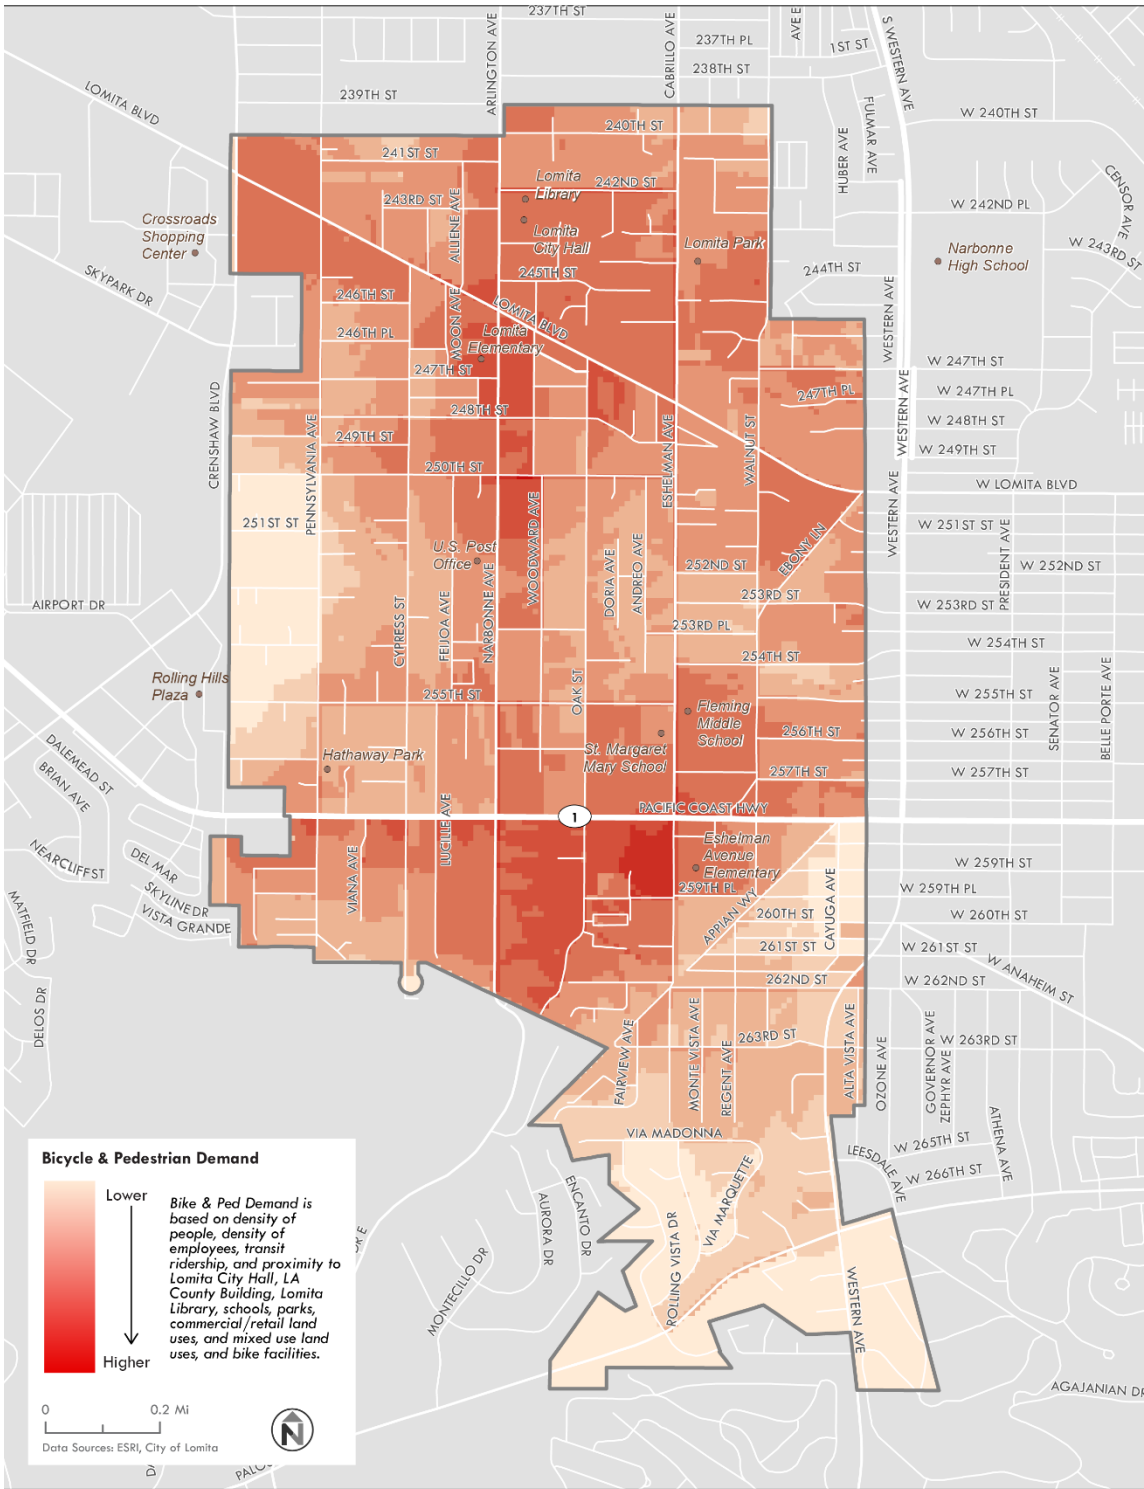 237TH ST
ARLINGTON AVE
CABRILLO AVE
237TH PL
AVE E
1ST ST
S WESTERN AVE
238TH ST
LOMITA BLVD
239TH ST
240TH ST
HUBER AVE
FULMAR AVE
W 240TH ST
241ST ST
Lomita
Library
242ND ST
243RD ST
ALLIENE AVE
CENSOR AVE
W 242ND PL
Crossroads
Shopping
Center
Lomita
City Hall
Lomita Park
Narbonne
High School
W 243RD ST
SKYPARK DR
245TH ST
244TH ST
246TH ST
MOON AVE
LOMITA BLVD
WESTERN AVE
246TH PL
Lomita
Elementary
247TH ST
W 247TH ST
247TH PL
W 247TH PL
CRENSHAW BLVD
248TH ST
W 248TH ST
PENNSYLVANIA AVE
249TH ST
ESHELMAN AVE
WALNUT ST
WESTERN AVE
W 249TH ST
250TH ST
W LOMITA BLVD
251ST ST
WOODWARD AVE
WESTERN AVE
W 251ST ST
PRESIDENT AVE
U.S. Post
Office
EBONY LN
252ND ST
W 252ND ST
AIRPORT DR
CYPRESS ST
FEIJOA AVE
NARBONNE AVE
DORIA AVE
ANDREO AVE
253RD ST
W 253RD ST
253RD PL
254TH ST
W 254TH ST
Rolling Hills
Plaza
255TH ST
OAK ST
W 255TH ST
SENATOR AVE
BELLE PORTE AVE
Fleming
Middle
School
256TH ST
W 256TH ST
DALEMEAD ST
BRIAN AVE
Hathaway Park
St. Margaret
Mary School
257TH ST
W 257TH ST
PACIFIC COAST HWY
1
LUCILLE AVE
NEARCLIFF ST
DEL MAR
SKYLINE DR
VISTA GRANDE
VIANA AVE
Eshelman
Avenue
Elementary
W 259TH ST
259TH PL
W 259TH PL
MATFIELD DR
APPIAN WY
260TH ST
CAYUGA AVE
W 260TH ST
261ST ST
W 261ST ST
W ANAHEIM ST
262ND ST
W 262ND ST
DELOS DR
FAIRVIEW AVE
MONTE VISTA AVE
REGENT AVE
263RD ST
ALTA VISTA AVE
OZONE AVE
GOVERNOR AVE
ZEPHYR AVE
W 263RD ST
ATHENA AVE
VIA MADONNA
LEESDALE AVE
W 265TH ST
W 266TH ST
ENCANTO DR
AURORA DR
VIA MARQUETTE
ROLLING VISTA DR
MONTECILLO DR
WESTERN AVE
AGAJANIAN DR
Bicycle & Pedestrian Demand
Lower
Higher
Bike & Ped Demand is
based on density of
people, density of
employees, transit
ridership, and proximity to
Lomita City Hall, LA
County Building, Lomita
Library, schools, parks,
commercial/retail land
uses, and mixed use land
uses, and bike facilities.
0 0.2 Mi
N
Data Sources: ESRI, City of Lomita